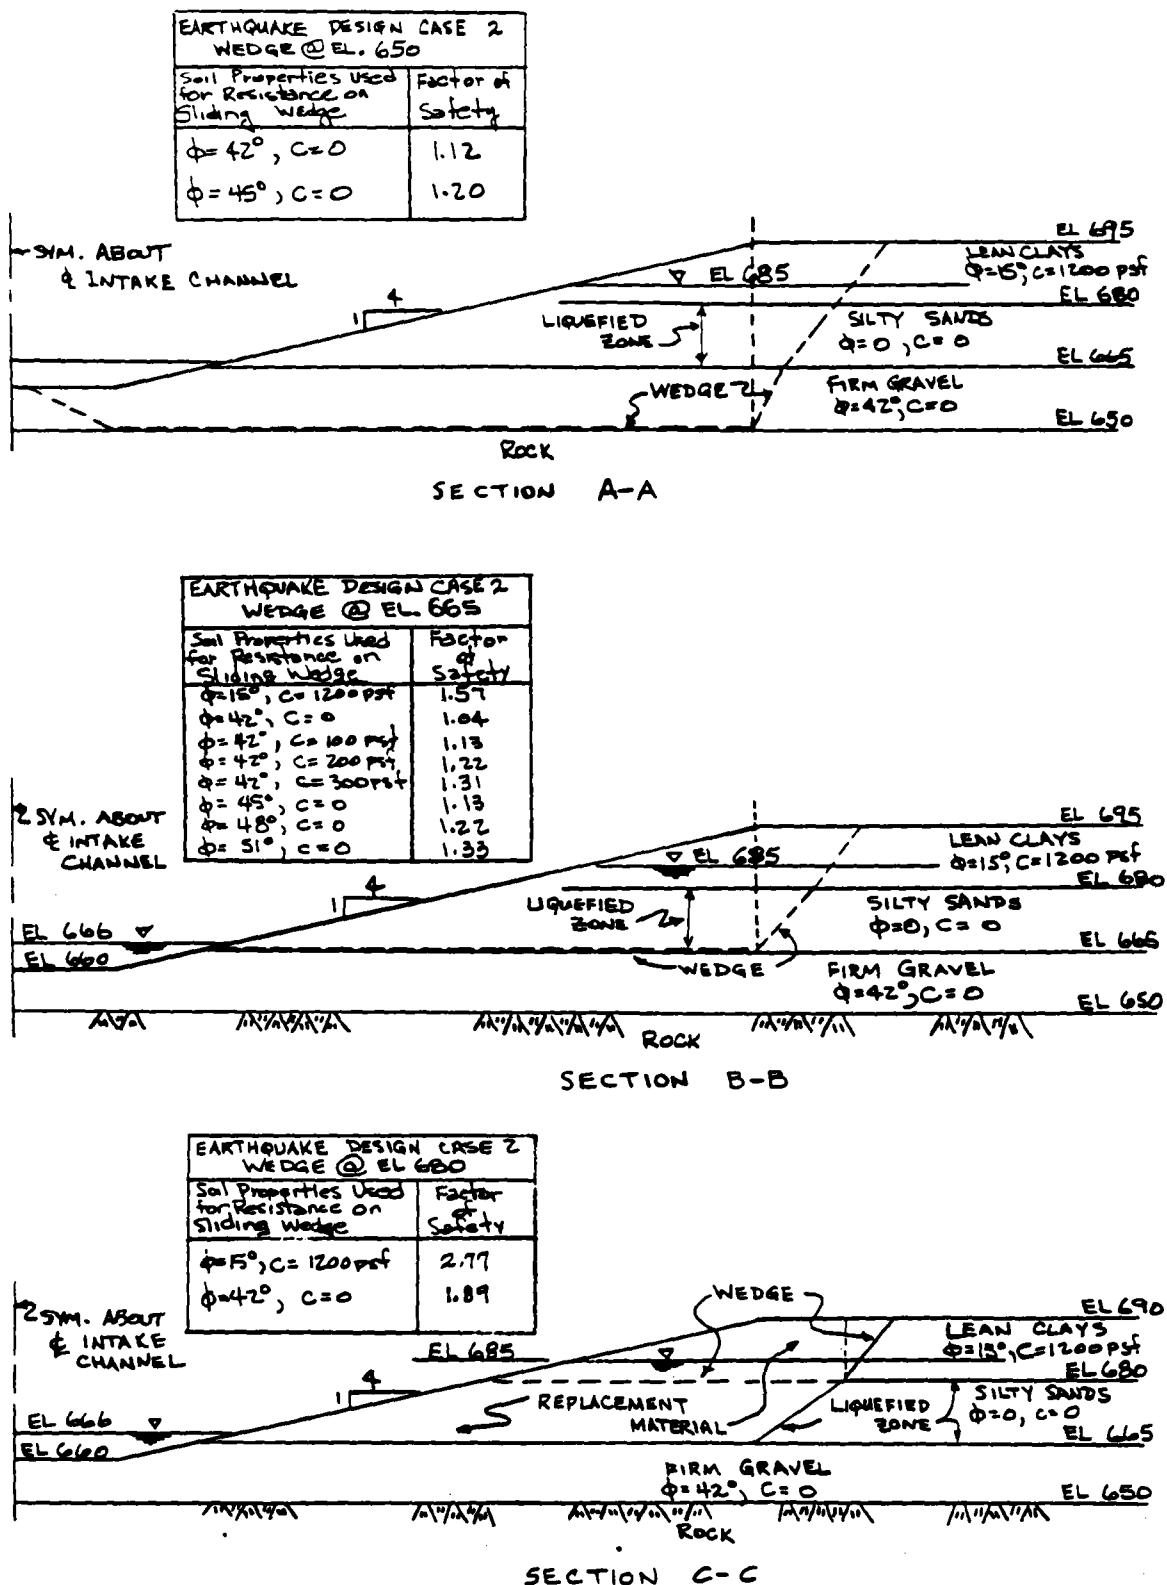 EARTHQUAKE DESIGN CASE 2
WEDGE @ EL. 650
Soil Properties Used
for Resistance on
Sliding Wedge
Factor of
Safety
φ=42°, C=0
1.12
φ=45°, C=0
1.20
SYM. ABOUT
℄ INTAKE CHANNEL
4
1
EL 695
LEAN CLAYS
φ=15°, C=1200 psf
EL 685
EL 680
LIQUEFIED
ZONE
SILTY SANDS
φ=0, C=0
EL 665
WEDGE
FIRM GRAVEL
φ=42°, C=0
EL 650
ROCK
SECTION A-A
EARTHQUAKE DESIGN CASE 2
WEDGE @ EL. 665
Soil Properties Used
for Resistance on
Sliding Wedge
Factor
of
Safety
φ=15°, C=1200 psf
1.57
φ=42°, C=0
1.04
φ=42°, C=100 psf
1.13
φ=42°, C=200 psf
1.22
φ=42°, C=300 psf
1.31
φ=45°, C=0
1.13
φ=48°, C=0
1.22
φ=51°, C=0
1.33
SYM. ABOUT
℄ INTAKE
CHANNEL
4
1
EL 695
LEAN CLAYS
φ=15°, C=1200 psf
EL 685
EL 680
LIQUEFIED
ZONE
SILTY SANDS
φ=0, C=0
EL 666
EL 660
EL 665
WEDGE
FIRM GRAVEL
φ=42°, C=0
EL 650
ROCK
SECTION B-B
EARTHQUAKE DESIGN CASE 2
WEDGE @ EL 680
Soil Properties Used
for Resistance on
Sliding Wedge
Factor
of
Safety
φ=15°, C=1200 psf
2.77
φ=42°, C=0
1.89
SYM. ABOUT
℄ INTAKE
CHANNEL
WEDGE
EL 690
LEAN CLAYS
φ=15°, C=1200 psf
EL 685
EL 680
4
1
REPLACEMENT
MATERIAL
LIQUEFIED
ZONE
SILTY SANDS
φ=0, C=0
EL 666
EL 660
EL 665
FIRM GRAVEL
φ=42°, C=0
EL 650
ROCK
SECTION C-C